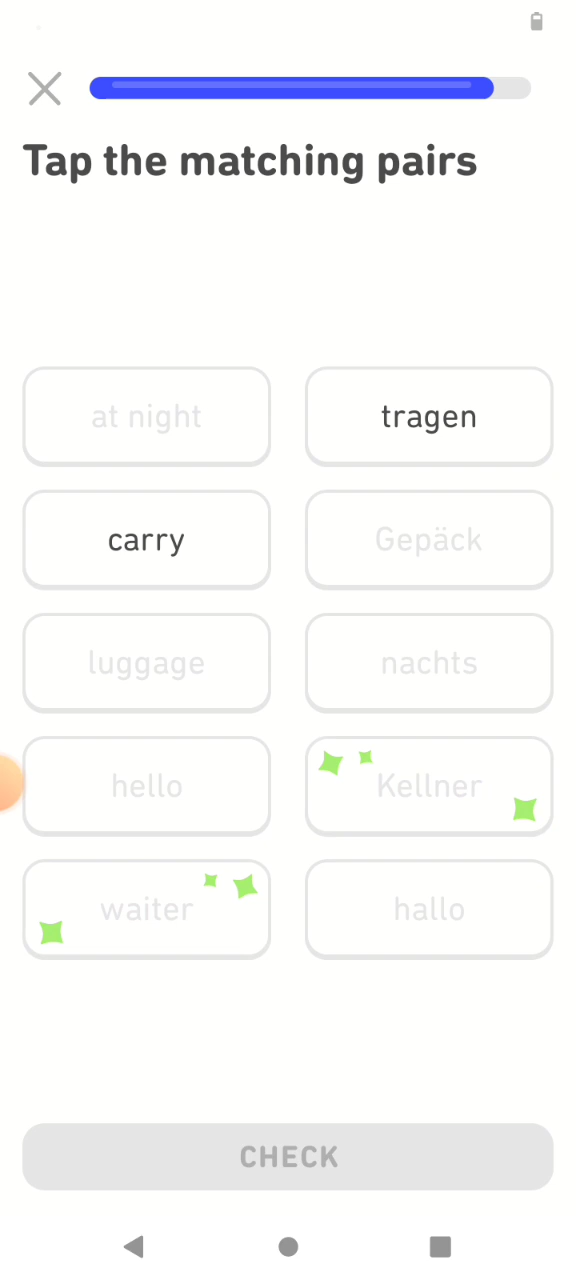 Tap the matching pairs
at night
tragen
carry
Gepäck
luggage
nachts
hello
Kellner
waiter
hallo
CHECK